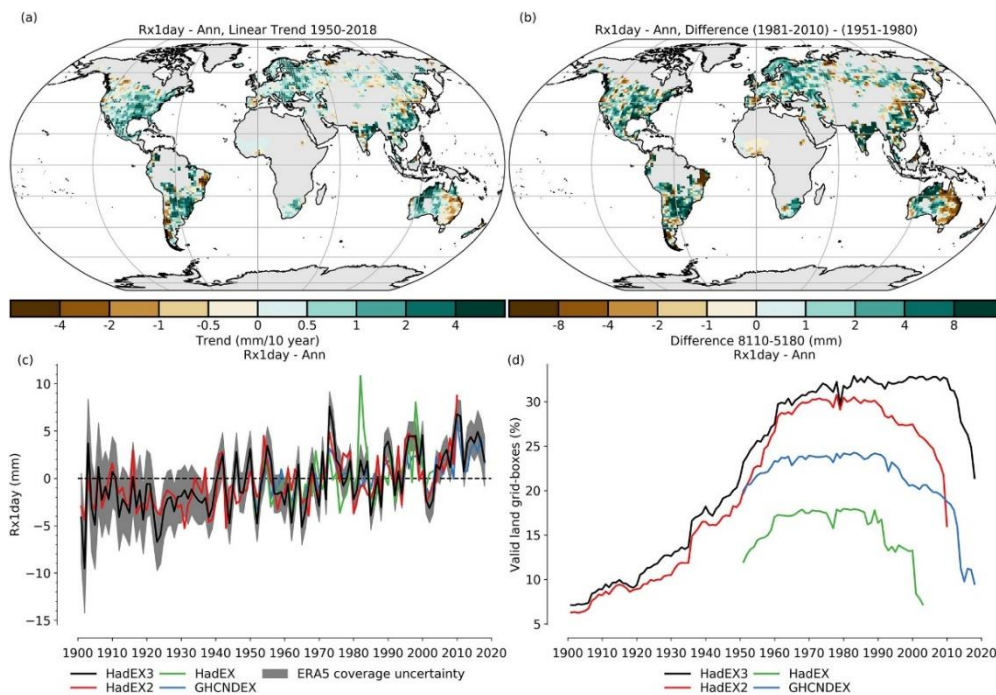 (a)
Rx1day - Ann, Linear Trend 1950-2018
-4 -2 -1 -0.5 0 0.5 1 2 4
Trend (mm/10 year)
(b)
Rx1day - Ann, Difference (1981-2010) - (1951-1980)
-8 -4 -2 -1 0 1 2 4 8
Difference 8110-5180 (mm)
(c)
Rx1day - Ann
Rx1day (mm)
10
5
0
-5
-10
-15
1900 1910 1920 1930 1940 1950 1960 1970 1980 1990 2000 2010 2020
HadEX3 HadEX ERA5 coverage uncertainty
HadEX2 GHCNDEX
(d)
Rx1day - Ann
Valid land grid-boxes (%)
30
25
20
15
10
5
1900 1910 1920 1930 1940 1950 1960 1970 1980 1990 2000 2010 2020
HadEX3 HadEX
HadEX2 GHCNDEX